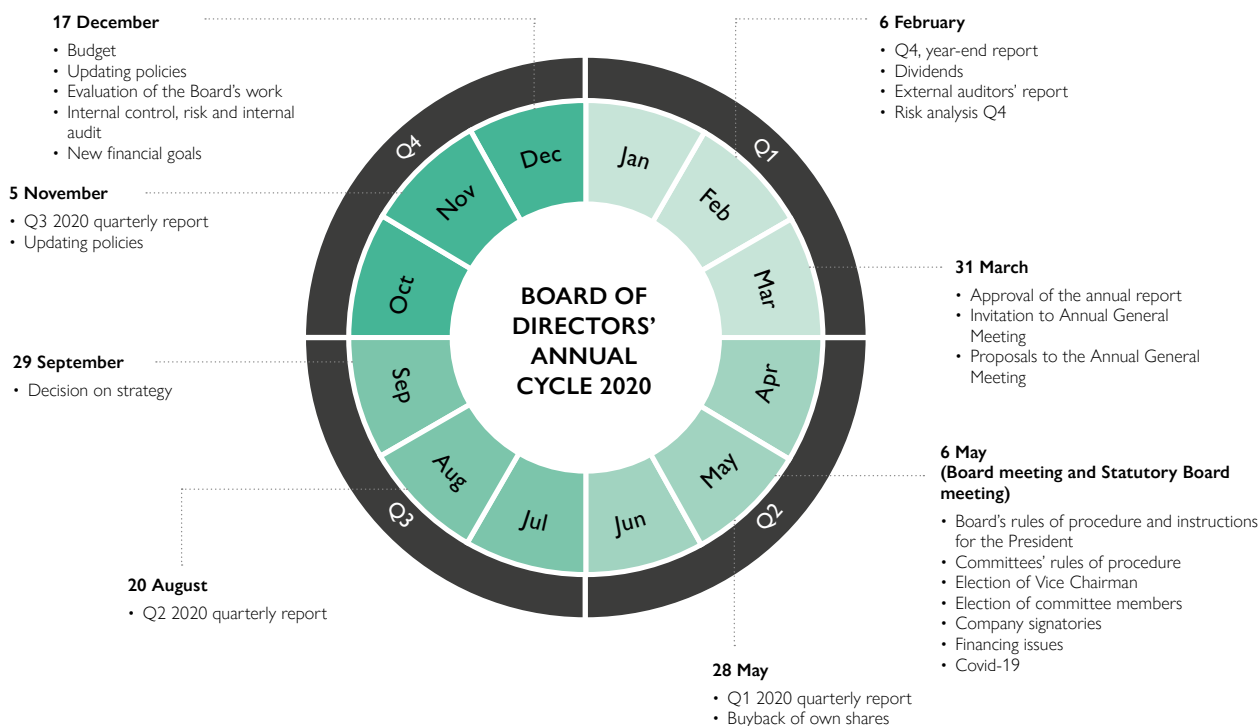 17 December
• Budget
• Updating policies
• Evaluation of the Board's work
• Internal control, risk and internal
audit
• New financial goals
6 February
• Q4, year-end report
• Dividends
• External auditors' report
• Risk analysis Q4
5 November
• Q3 2020 quarterly report
• Updating policies
31 March
• Approval of the annual report
• Invitation to Annual General
Meeting
• Proposals to the Annual General
Meeting
29 September
• Decision on strategy
6 May
(Board meeting and Statutory Board
meeting)
• Board's rules of procedure and instructions
for the President
• Committees' rules of procedure
• Election of Vice Chairman
• Election of committee members
• Company signatories
• Financing issues
• Covid-19
20 August
• Q2 2020 quarterly report
28 May
• Q1 2020 quarterly report
• Buyback of own shares
BOARD OF
DIRECTORS'
ANNUAL
CYCLE 2020
Q1
Jan
Feb
Mar
Q2
Apr
May
Jun
Q3
Jul
Aug
Sep
Q4
Oct
Nov
Dec